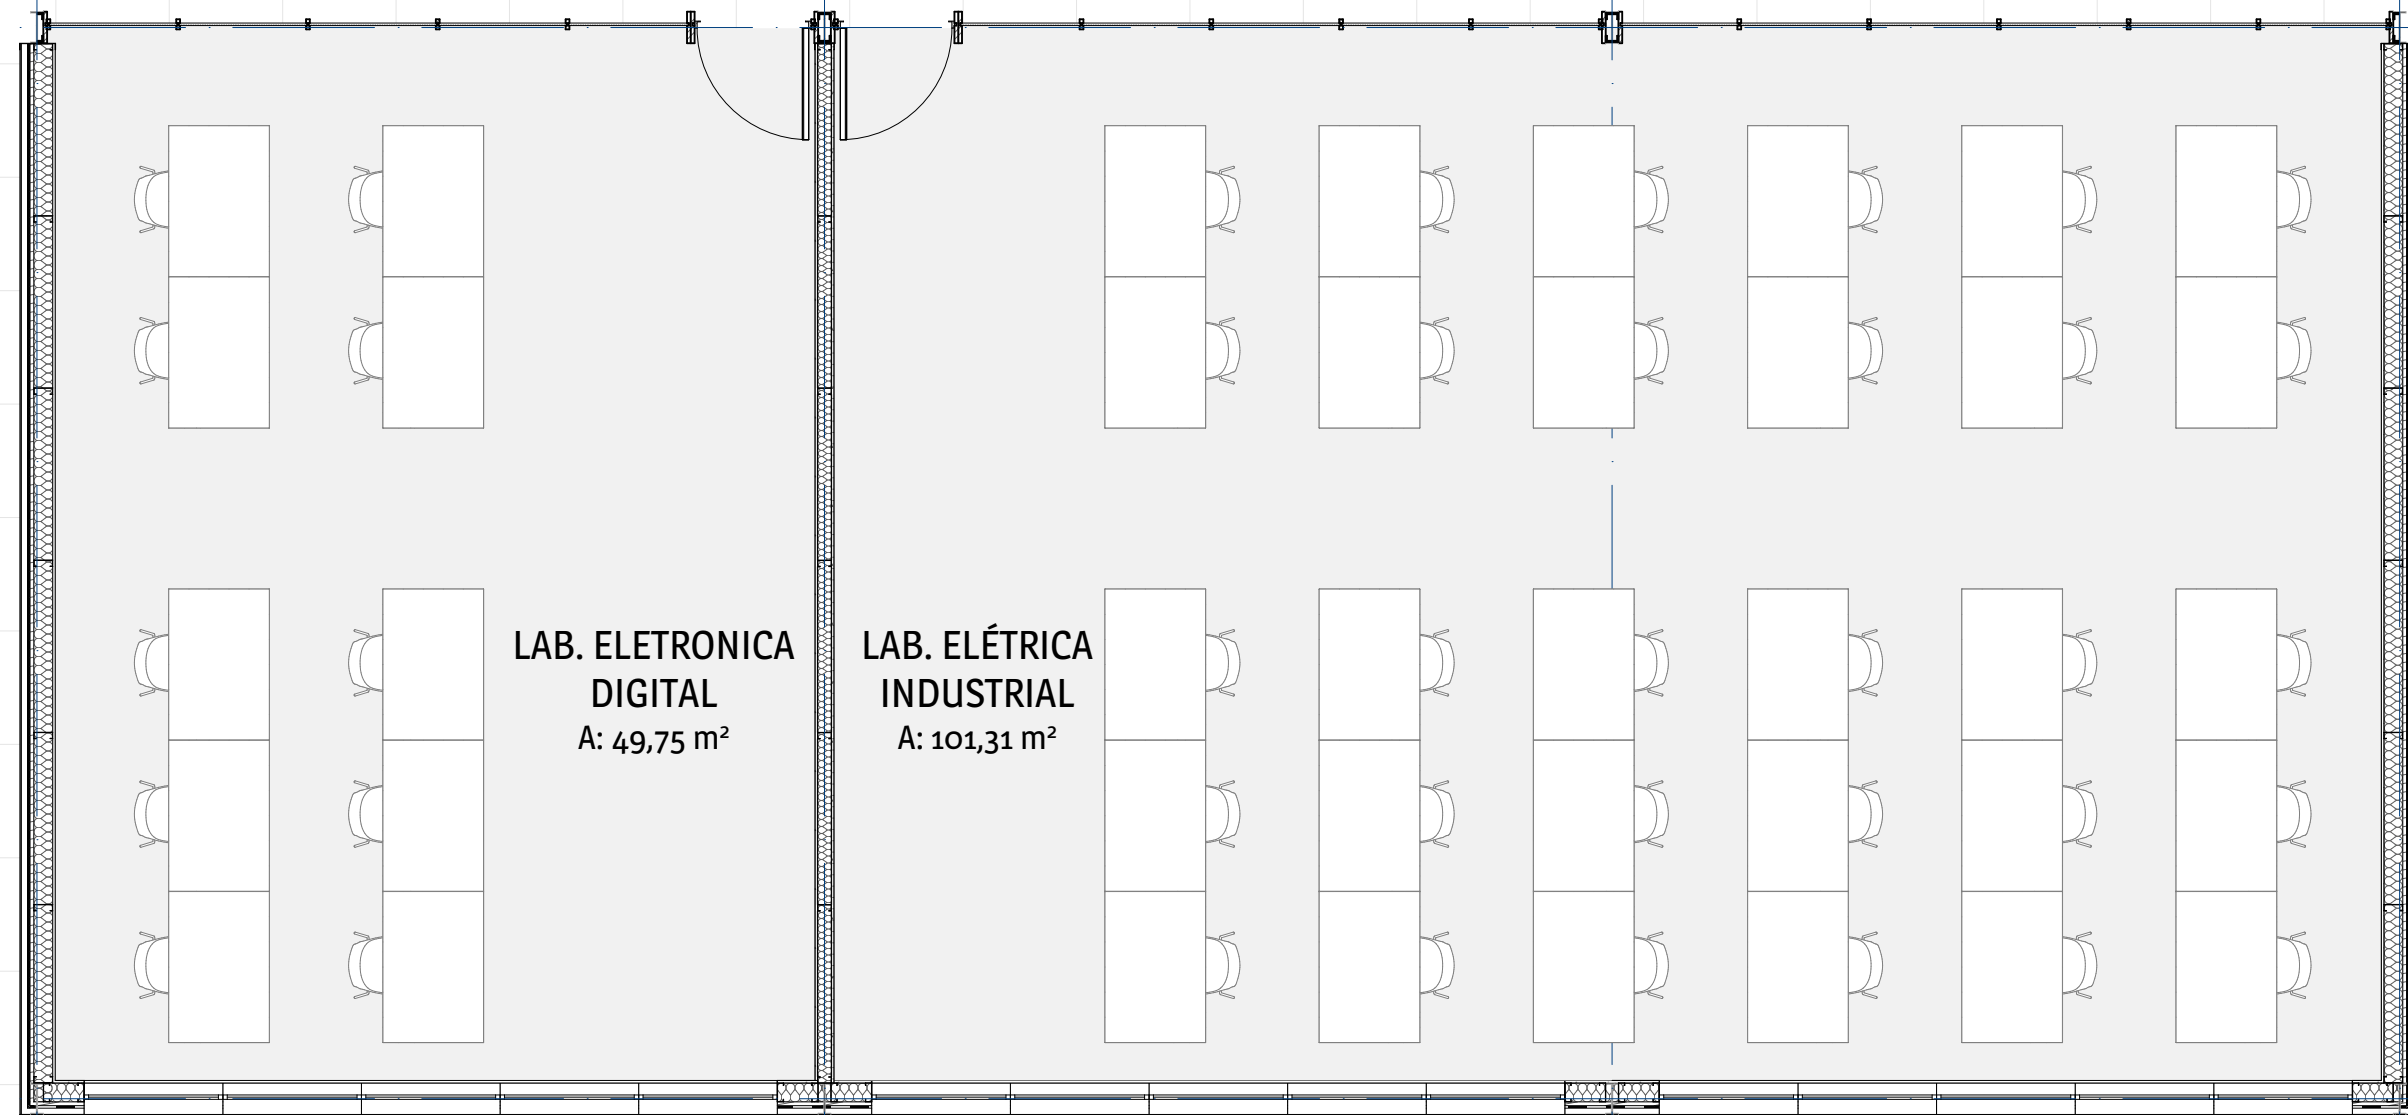 LAB. ELETRONICA
DIGITAL
A: 49,75 m²
LAB. ELÉTRICA
INDUSTRIAL
A: 101,31 m²